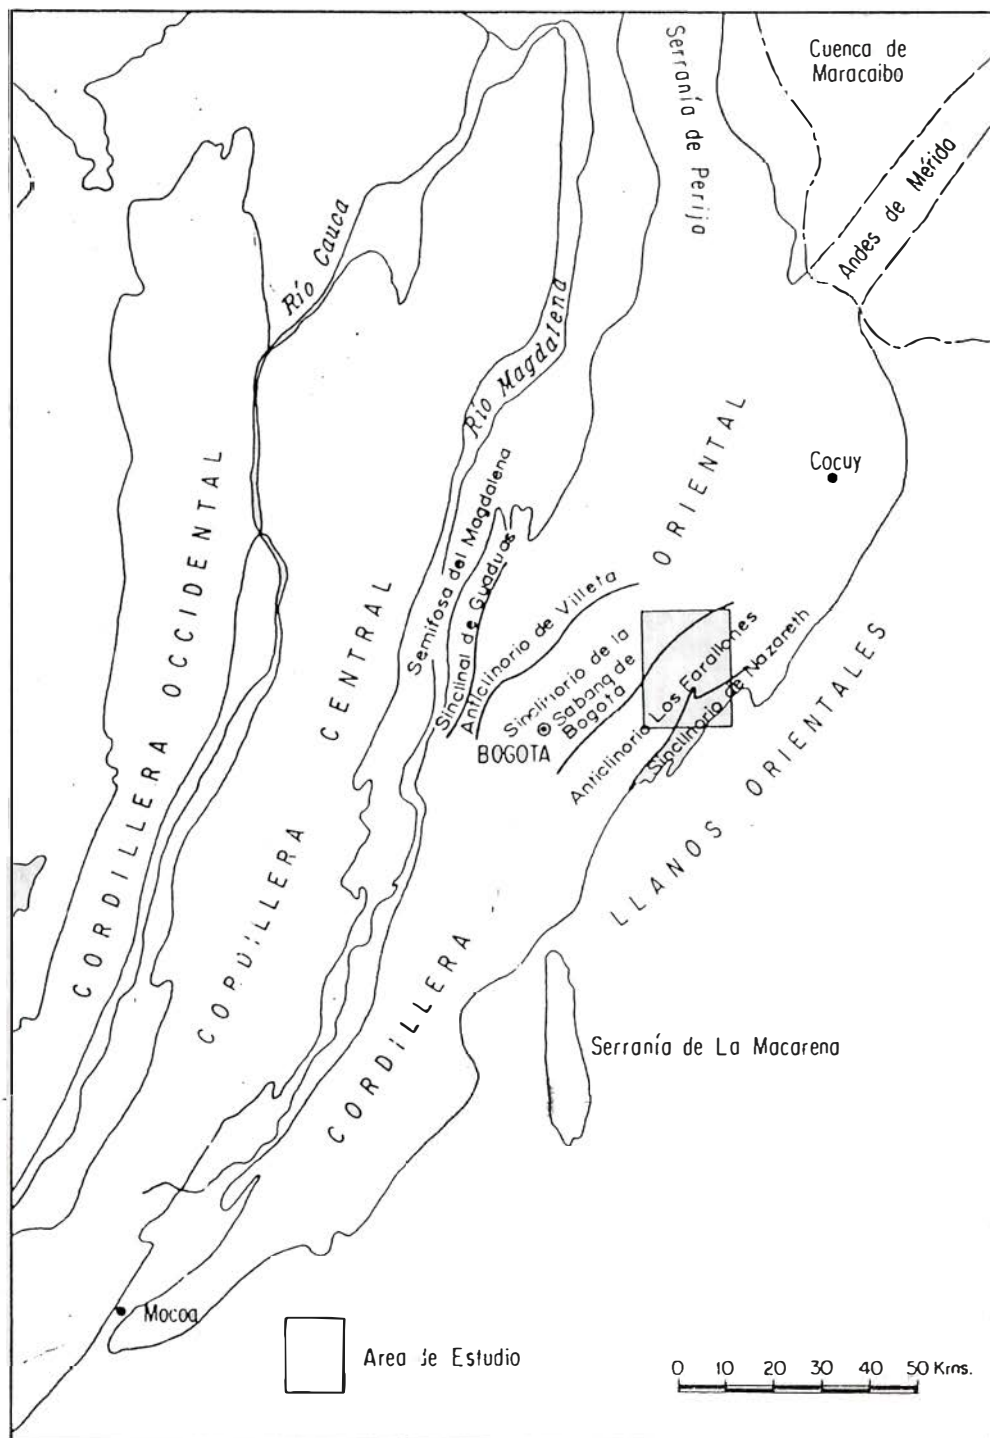 Cuenca de
Maracaibo
Serranía de Perija
Andes de Mérida
Río Cauca
Río Magdalena
Cocuy
CORDILLERA OCCIDENTAL
CORDILLERA CENTRAL
CORDILLERA ORIENTAL
Semifosa del Magdalena
Sinclinal de Guaduas
Anticlinorio de Villeta
Sinclinorio de la
Sabana de
Bogota
BOGOTA
Anticlinorio Los Farallones
Sinclinorio de Nazareth
LLANOS ORIENTALES
Serranía de La Macarena
Mocoa
Area de Estudio
0 10 20 30 40 50 Kms.